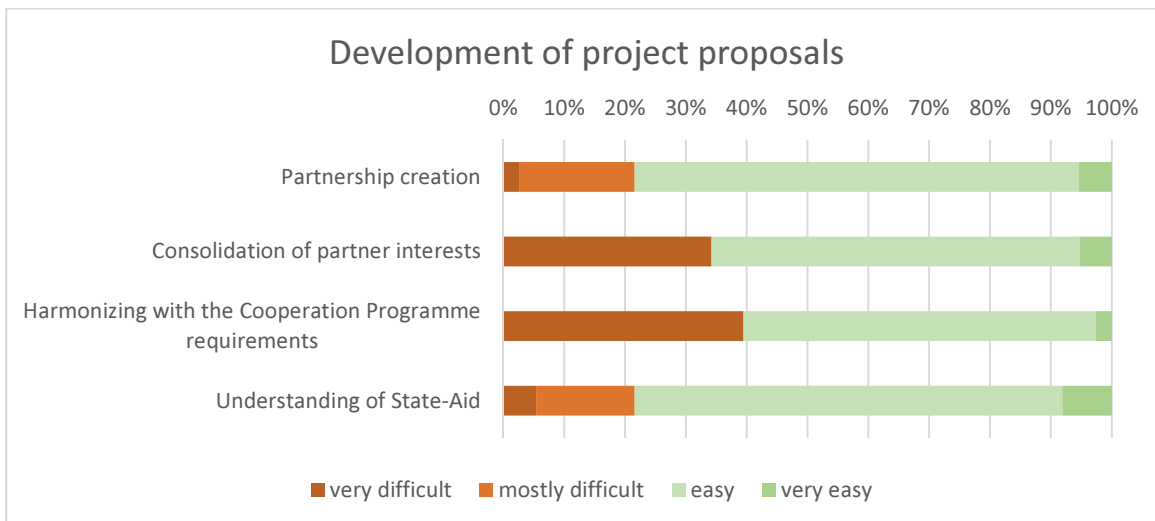 Development of project proposals
0% 10% 20% 30% 40% 50% 60% 70% 80% 90% 100%
Partnership creation
Consolidation of partner interests
Harmonizing with the Cooperation Programme
requirements
Understanding of State-Aid
very difficult mostly difficult easy very easy